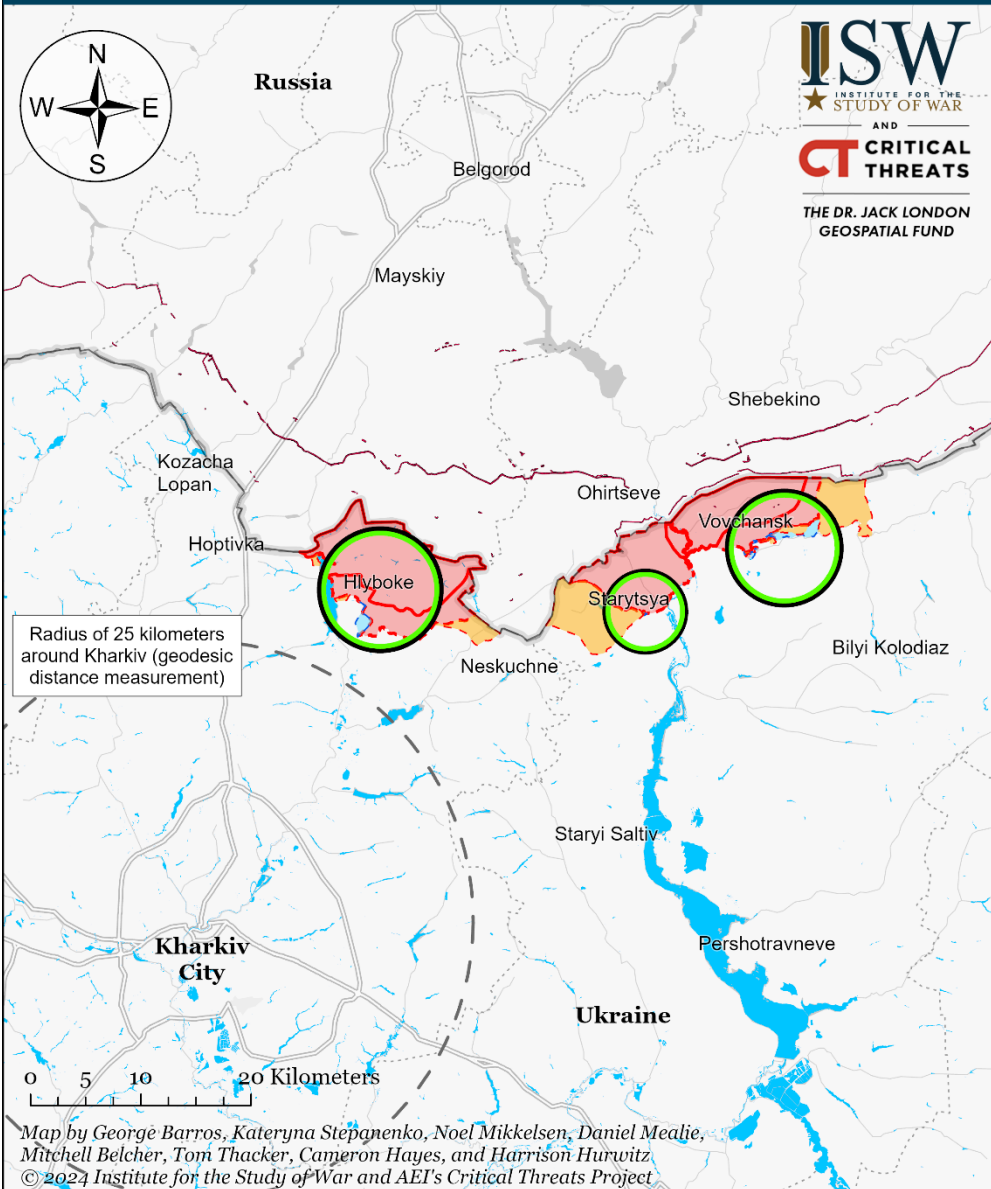 N
W E
S
Russia
ISW
INSTITUTE FOR THE
STUDY OF WAR
AND
CT CRITICAL
THREATS
THE DR. JACK LONDON
GEOSPATIAL FUND
Belgorod
Mayskiy
Shebekino
Kozacha
Lopan
Ohirtseve
Vovchansk
Hoptivka
Hlyboke
Starytsya
Radius of 25 kilometers
around Kharkiv (geodesic
distance measurement)
Neskuchne
Bilyi Kolodiaz
Staryi Saltiv
Pershotravneve
Kharkiv
City
Ukraine
0 5 10 20 Kilometers
Map by George Barros, Kateryna Stepanenko, Noel Mikkelsen, Daniel Mealie,
Mitchell Belcher, Tom Thacker, Cameron Hayes, and Harrison Hurwitz
© 2024 Institute for the Study of War and AEI's Critical Threats Project